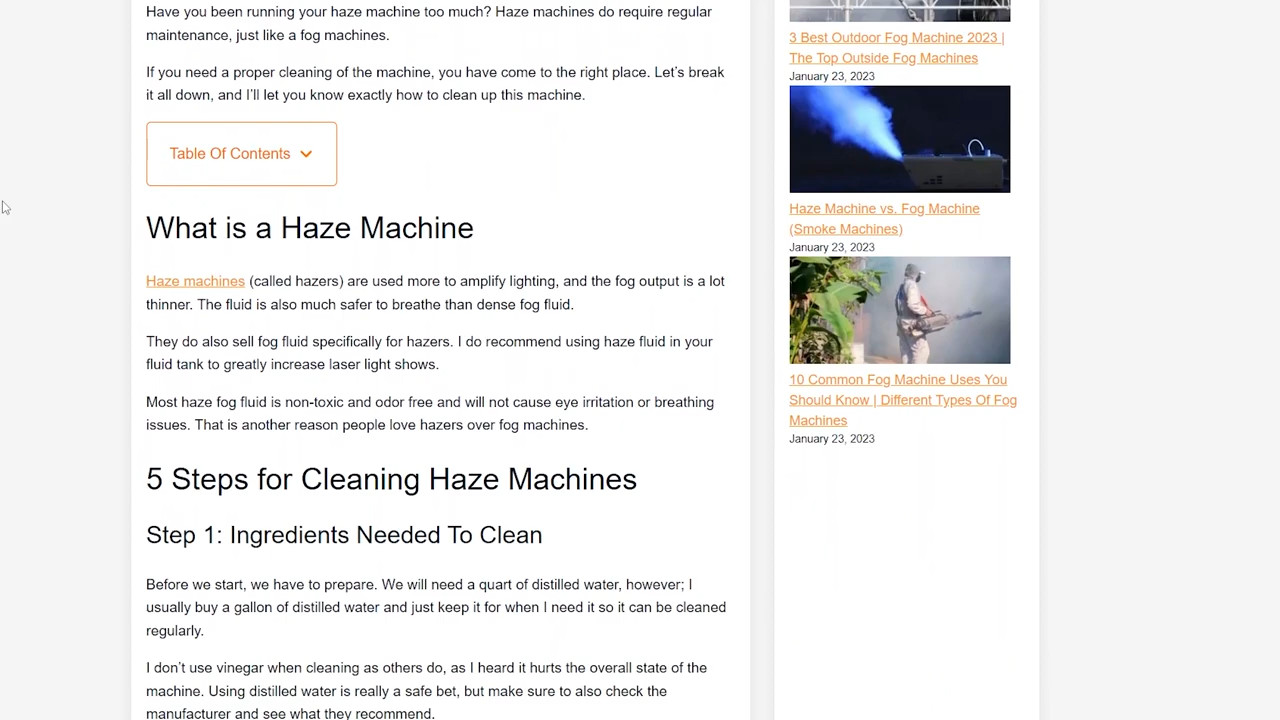 Have you been running your haze machine too much? Haze machines do require regular
maintenance, just like a fog machines.
If you need a proper cleaning of the machine, you have come to the right place. Let's break
it all down, and I'll let you know exactly how to clean up this machine.
Table Of Contents
What is a Haze Machine
Haze machines (called hazers) are used more to amplify lighting, and the fog output is a lot
thinner. The fluid is also much safer to breathe than dense fog fluid.
They do also sell fog fluid specifically for hazers. I do recommend using haze fluid in your
fluid tank to greatly increase laser light shows.
Most haze fog fluid is non-toxic and odor free and will not cause eye irritation or breathing
issues. That is another reason people love hazers over fog machines.
5 Steps for Cleaning Haze Machines
Step 1: Ingredients Needed To Clean
Before we start, we have to prepare. We will need a quart of distilled water, however; I
usually buy a gallon of distilled water and just keep it for when I need it so it can be cleaned
regularly.
I don't use vinegar when cleaning as others do, as I heard it hurts the overall state of the
machine. Using distilled water is really a safe bet, but make sure to also check the
manufacturer and see what they recommend.
3 Best Outdoor Fog Machine 2023 |
The Top Outside Fog Machines
January 23, 2023
Haze Machine vs. Fog Machine
(Smoke Machines)
January 23, 2023
10 Common Fog Machine Uses You
Should Know | Different Types Of Fog
Machines
January 23, 2023